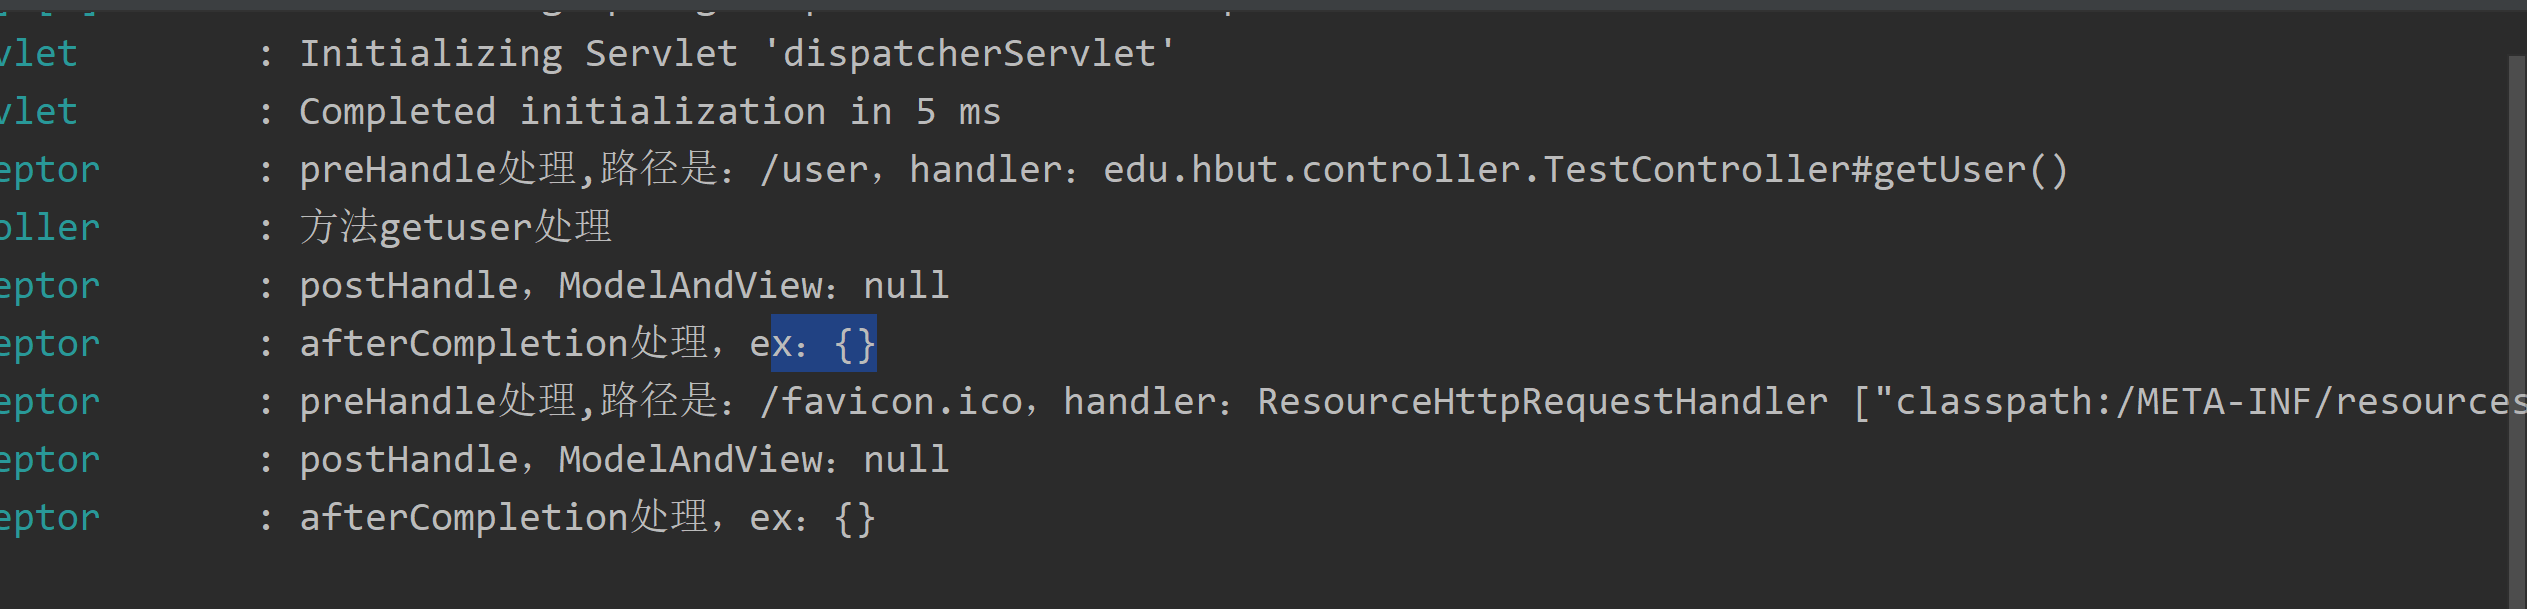 vlet : Initializing Servlet 'dispatcherServlet'
vlet : Completed initialization in 5 ms
eptor : preHandle处理,路径是：/user，handler：edu.hbut.controller.TestController#getUser()
oller : 方法getuser处理
eptor : postHandle，ModelAndView：null
eptor : afterCompletion处理，ex：{}
eptor : preHandle处理,路径是：/favicon.ico，handler：ResourceHttpRequestHandler ["classpath:/META-INF/resources
eptor : postHandle，ModelAndView：null
eptor : afterCompletion处理，ex：{}